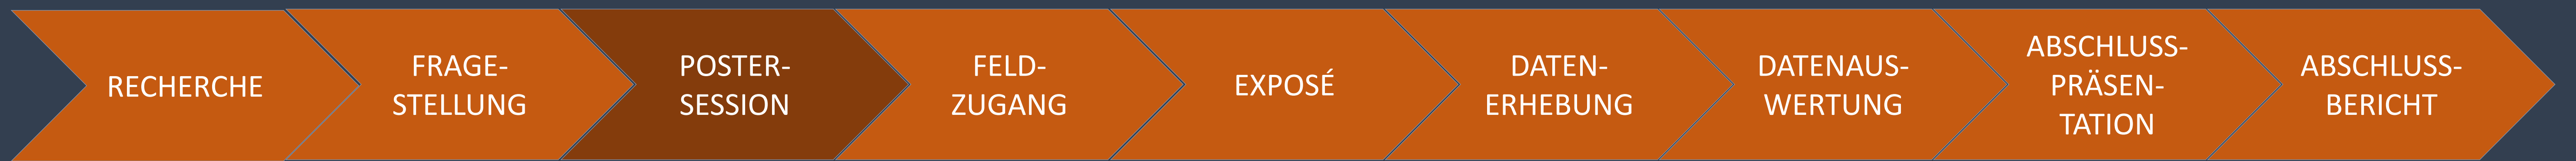 RECHERCHE
FRAGE-
STELLUNG
POSTER-
SESSION
FELD-
ZUGANG
EXPOSÉ
DATEN-
ERHEBUNG
DATENAUS-
WERTUNG
ABSCHLUSS-
PRÄSEN-
TATION
ABSCHLUSS-
BERICHT